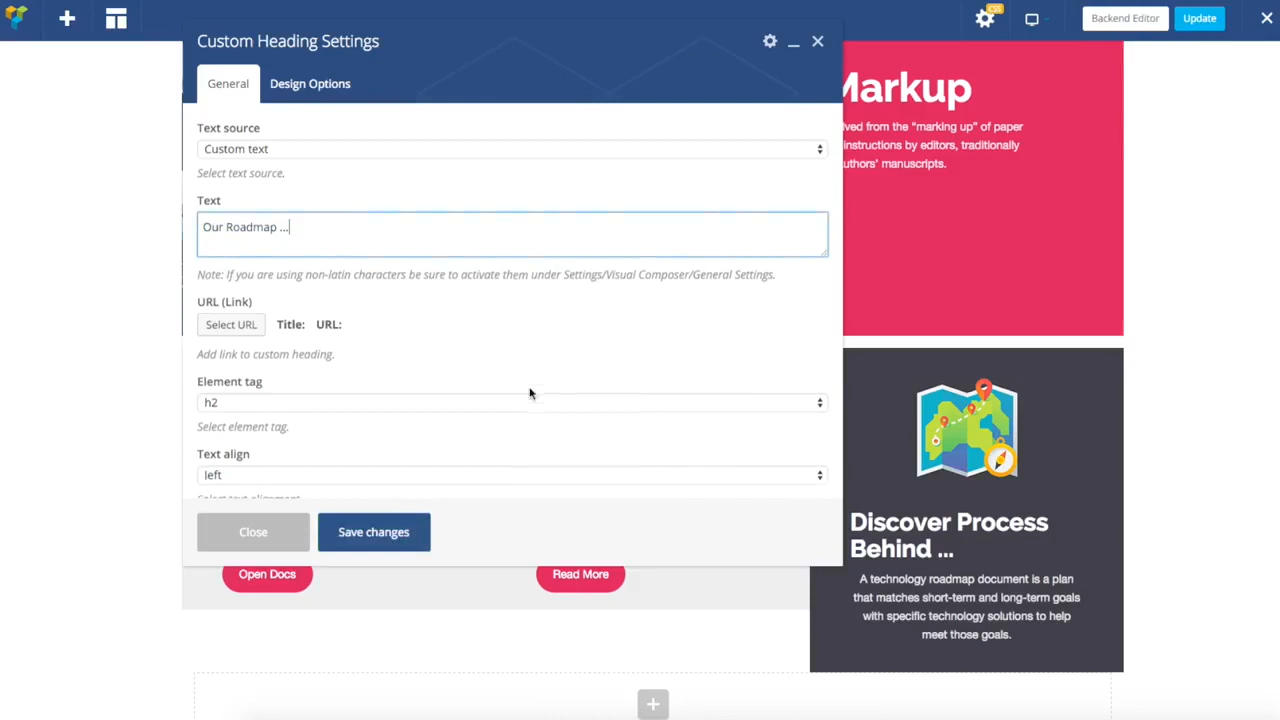 CSS
Backend Editor
Update
Custom Heading Settings
General
Design Options
Text source
Custom text
Select text source.
Text
Our Roadmap ...
Note: If you are using non-latin characters be sure to activate them under Settings/Visual Composer/General Settings.
URL (Link)
Select URL
Title:
URL:
Add link to custom heading.
Element tag
h2
Select element tag.
Text align
left
Select text alignment.
Close
Save changes
Markup
ved from the “marking up” of paper
instructions by editors, traditionally
uthors’ manuscripts.
Open Docs
Read More
Discover Process
Behind ...
A technology roadmap document is a plan
that matches short-term and long-term goals
with specific technology solutions to help
meet those goals.